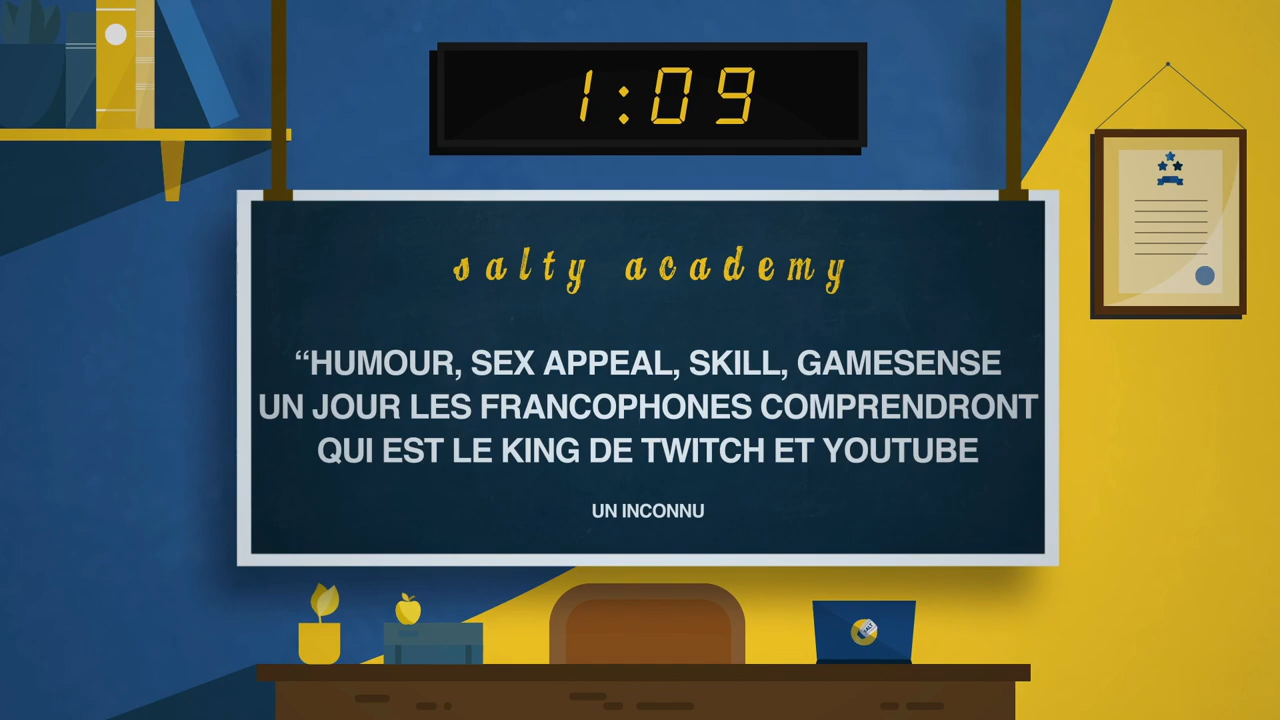 1:09
salty academy
“HUMOUR, SEX APPEAL, SKILL, GAMESENSE
UN JOUR LES FRANCOPHONES COMPRENDRONT
QUI EST LE KING DE TWITCH ET YOUTUBE
UN INCONNU